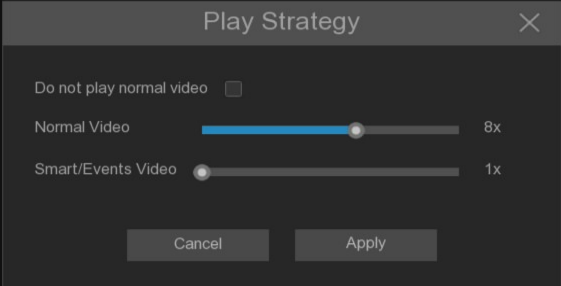 Play Strategy
Do not play normal video
Normal Video 8x
Smart/Events Video 1x
Cancel Apply